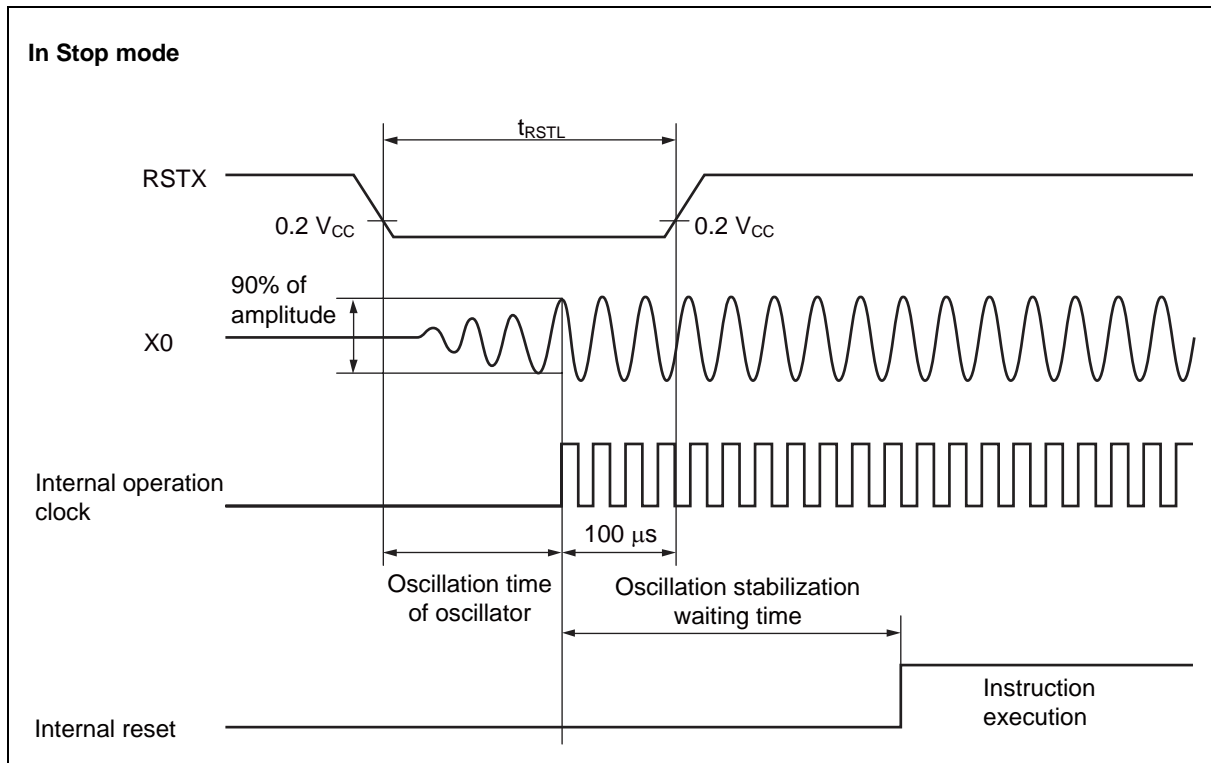 In Stop mode
tRSTL
RSTX
0.2 VCC
0.2 VCC
90% of
amplitude
X0
Internal operation
clock
100 μs
Oscillation time
of oscillator
Oscillation stabilization
waiting time
Instruction
execution
Internal reset